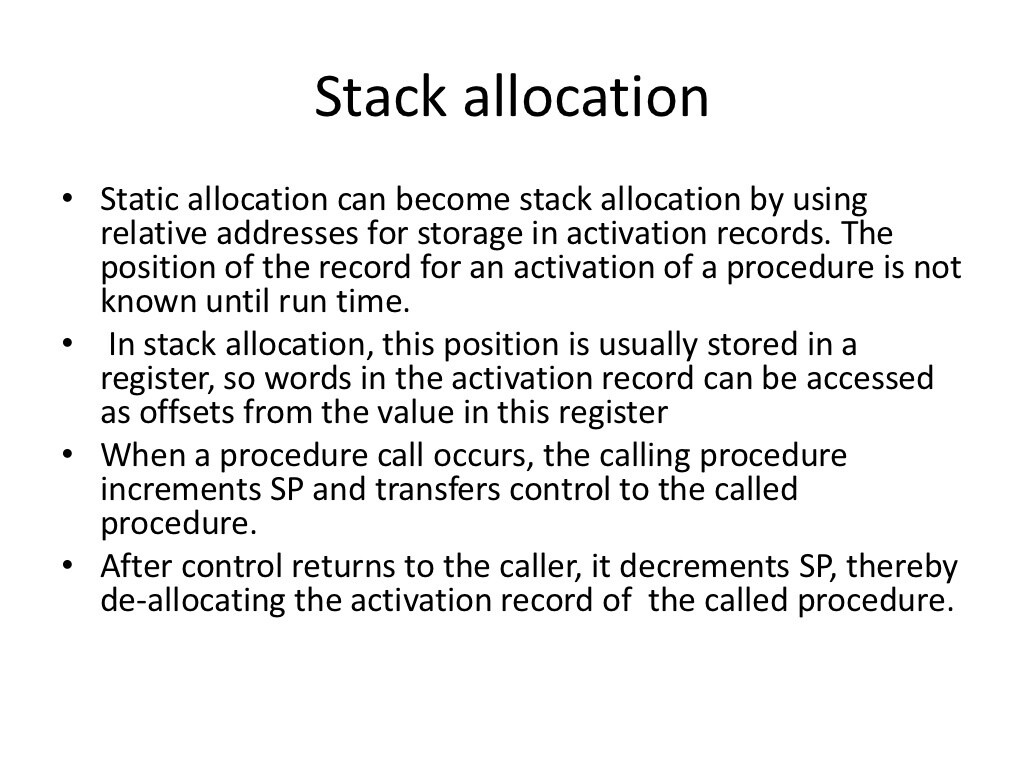 Stack allocation
• Static allocation can become stack allocation by using
relative addresses for storage in activation records. The
position of the record for an activation of a procedure is not
known until run time.
• In stack allocation, this position is usually stored in a
register, so words in the activation record can be accessed
as offsets from the value in this register
• When a procedure call occurs, the calling procedure
increments SP and transfers control to the called
procedure.
• After control returns to the caller, it decrements SP, thereby
de-allocating the activation record of  the called procedure.